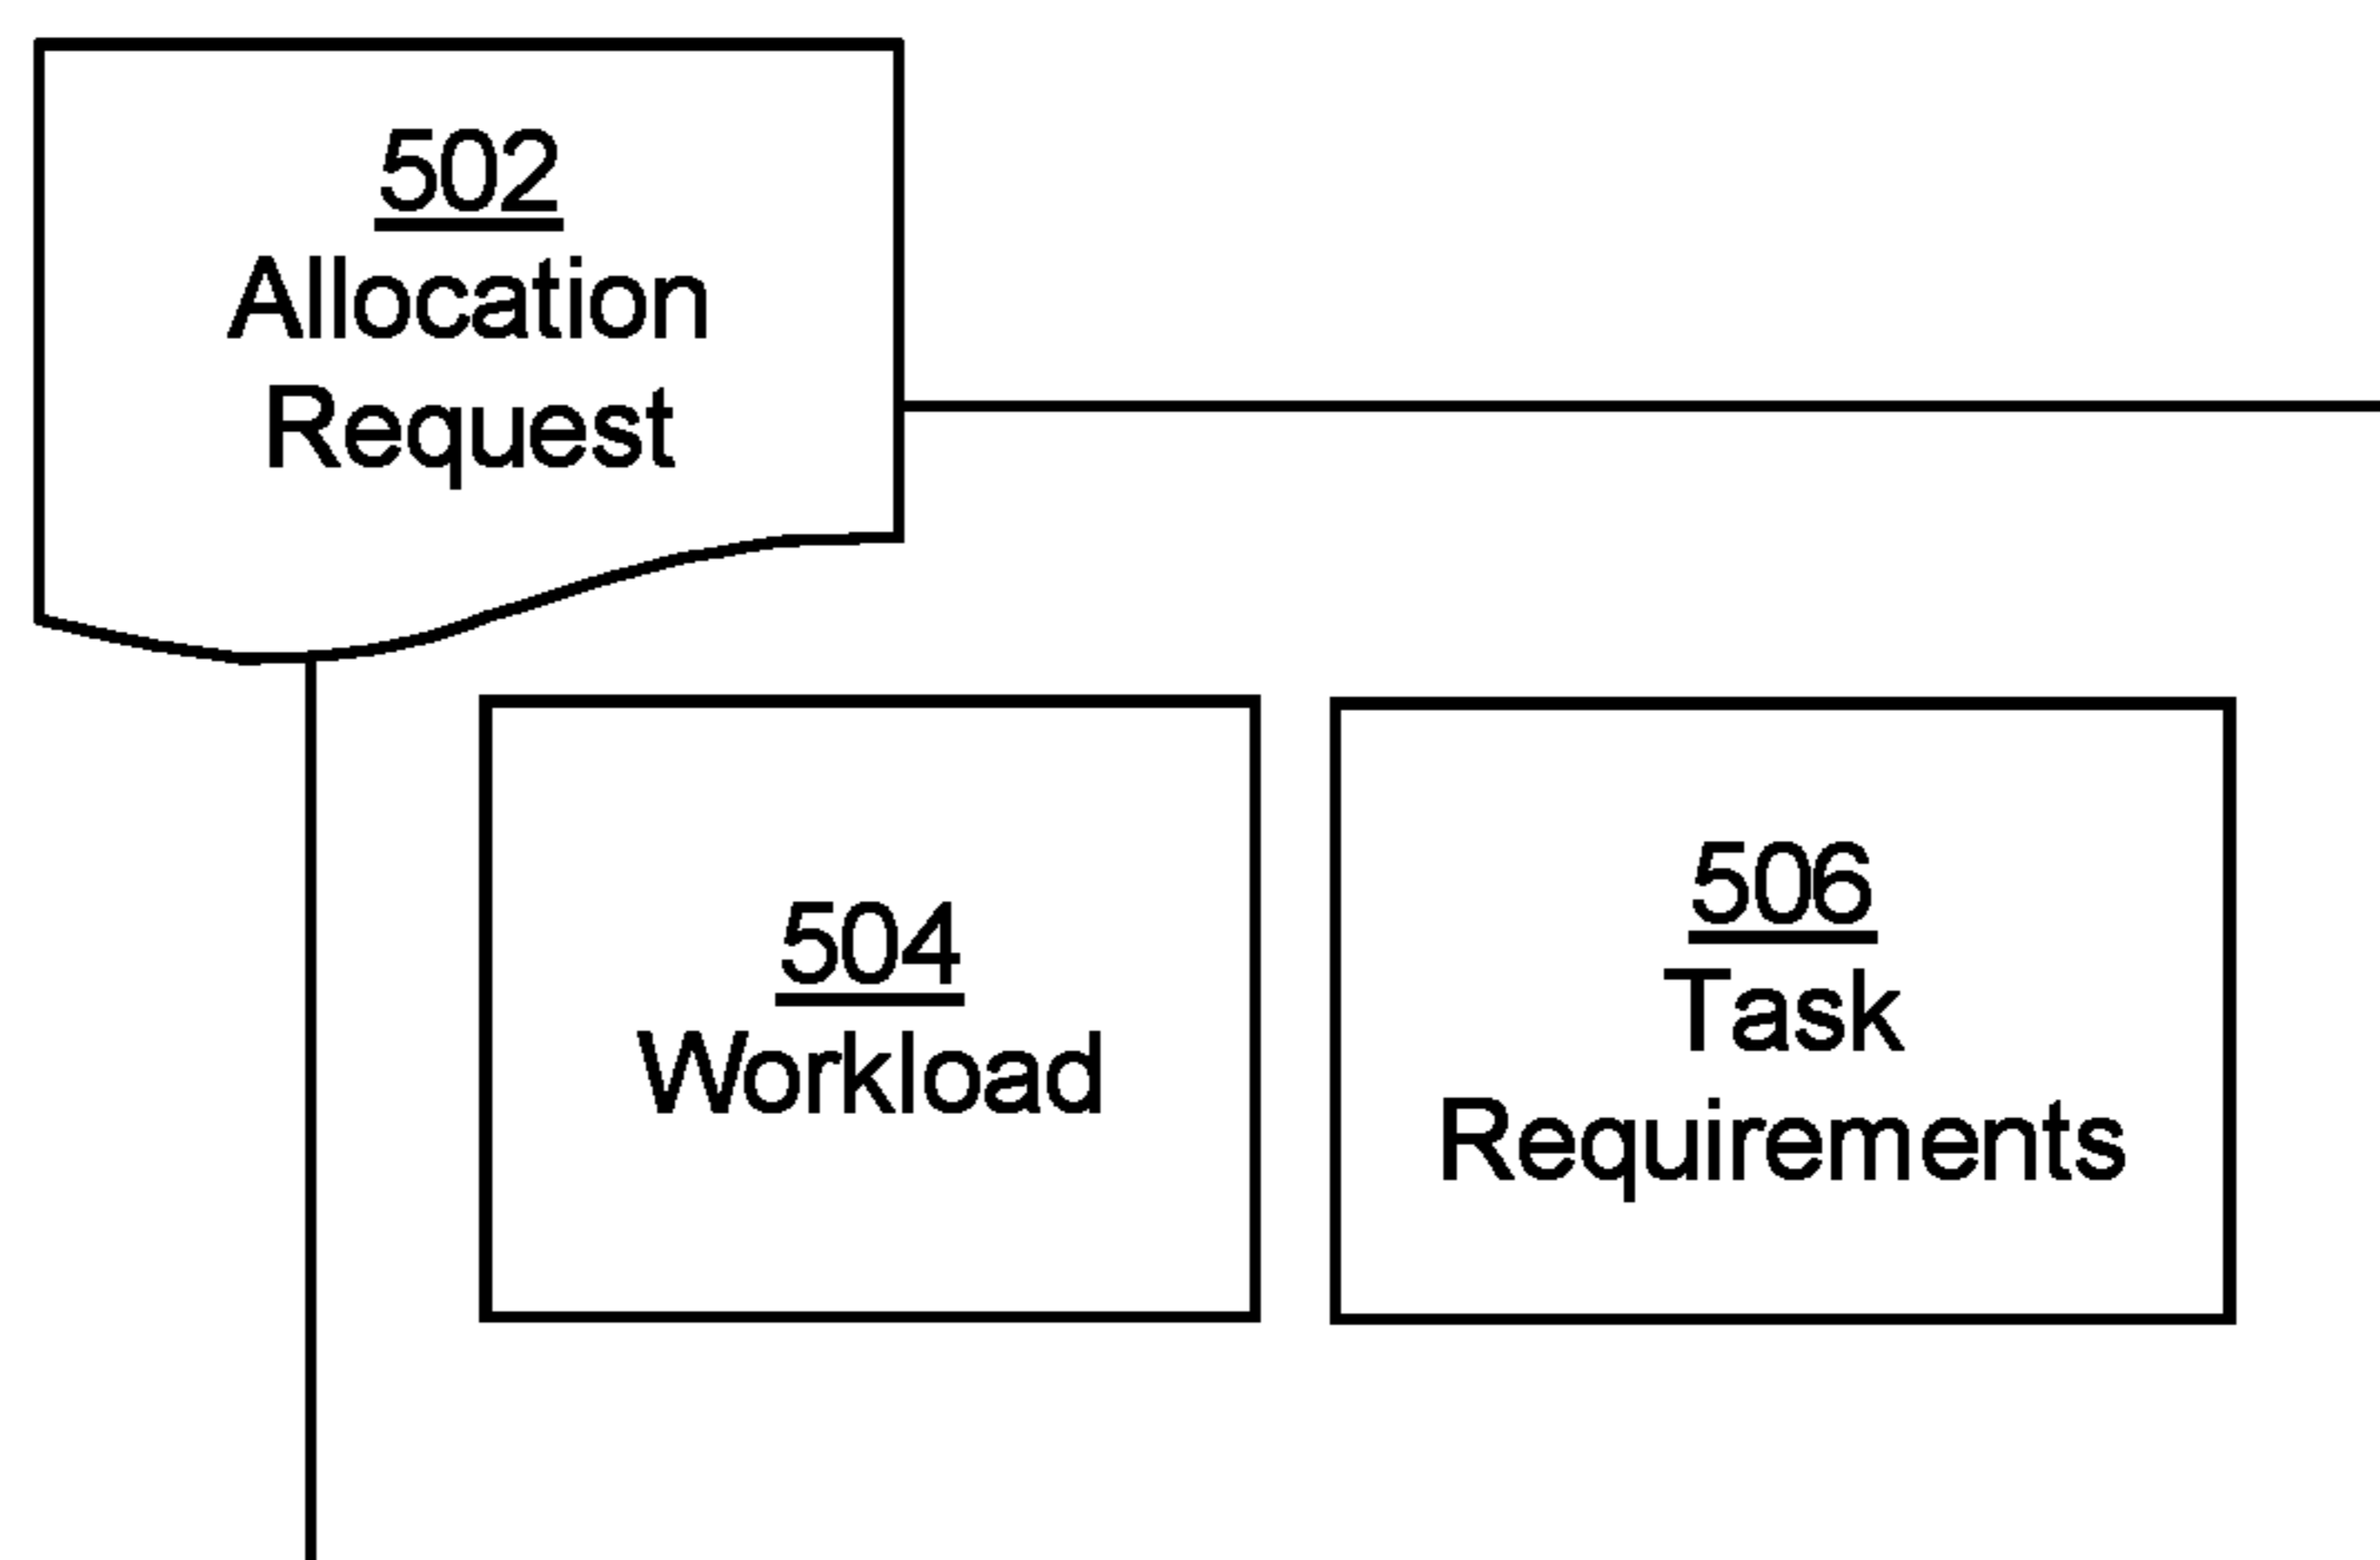 502
Allocation
Request
504
Workload
506
Task
Requirements